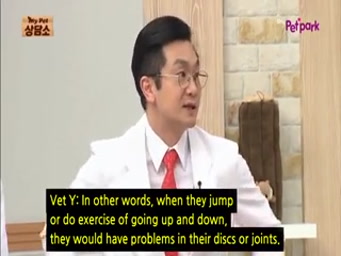 My Pet
상담소
Petpark
Vet Y: In other words, when they jump
or do exercise of going up and down,
they would have problems in their discs or joints.